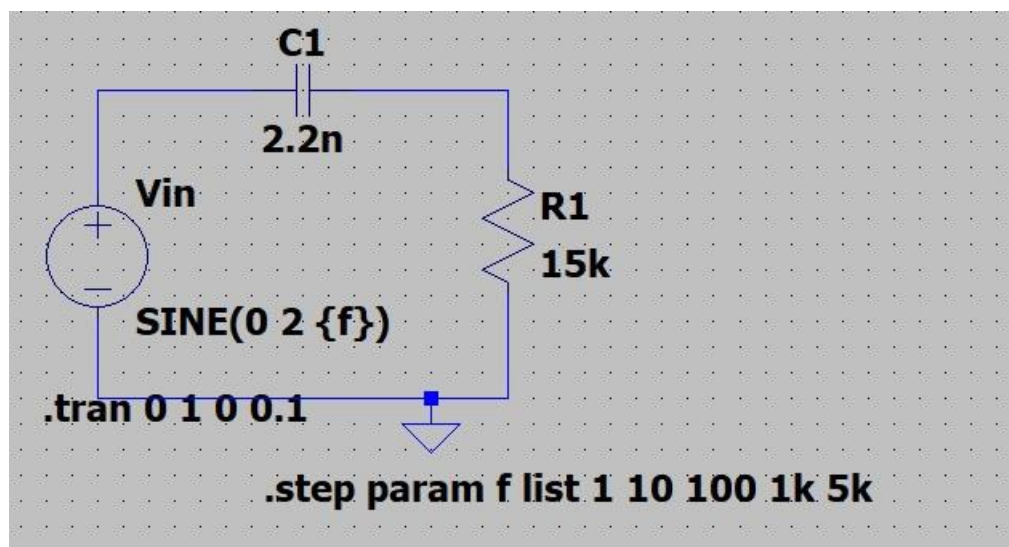 C1
2.2n
Vin
R1
15k
SINE(0 2 {f})
.tran 0 1 0 0.1
.step param f list 1 10 100 1k 5k